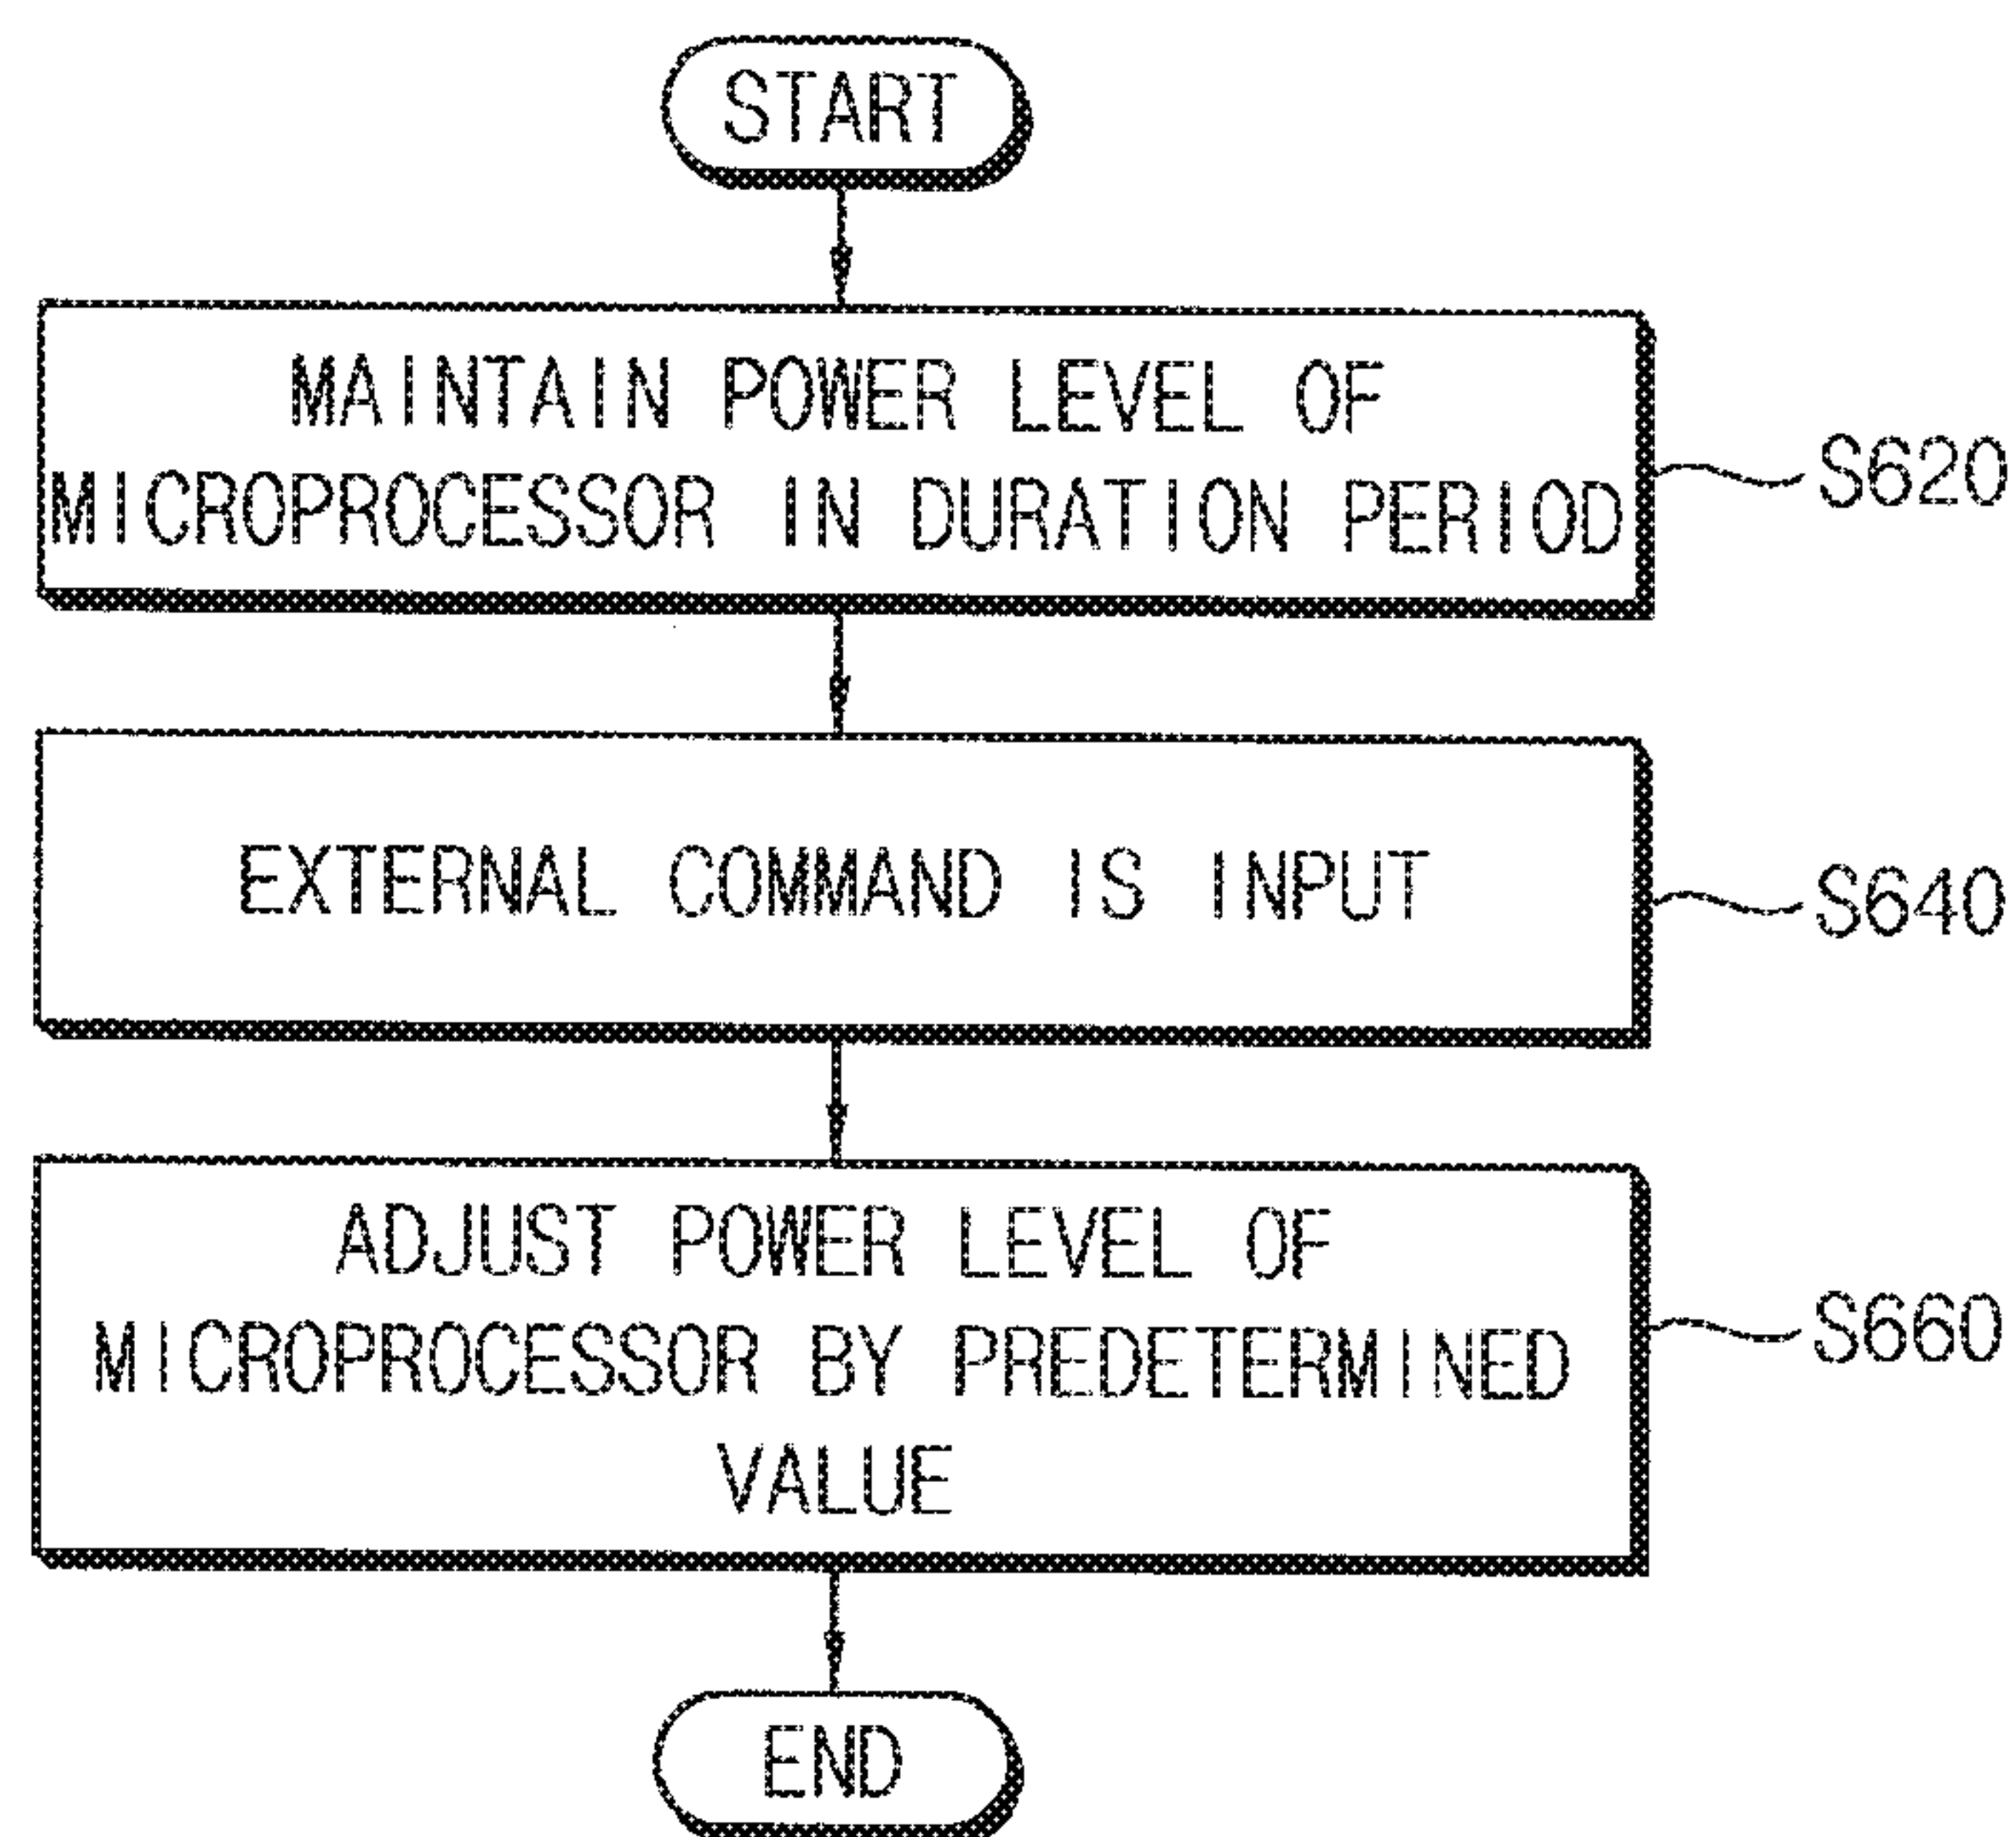 START
MAINTAIN POWER LEVEL OF
MICROPROCESSOR IN DURATION PERIOD
S620
EXTERNAL COMMAND IS INPUT
S640
ADJUST POWER LEVEL OF
MICROPROCESSOR BY PREDETERMINED
VALUE
S660
END